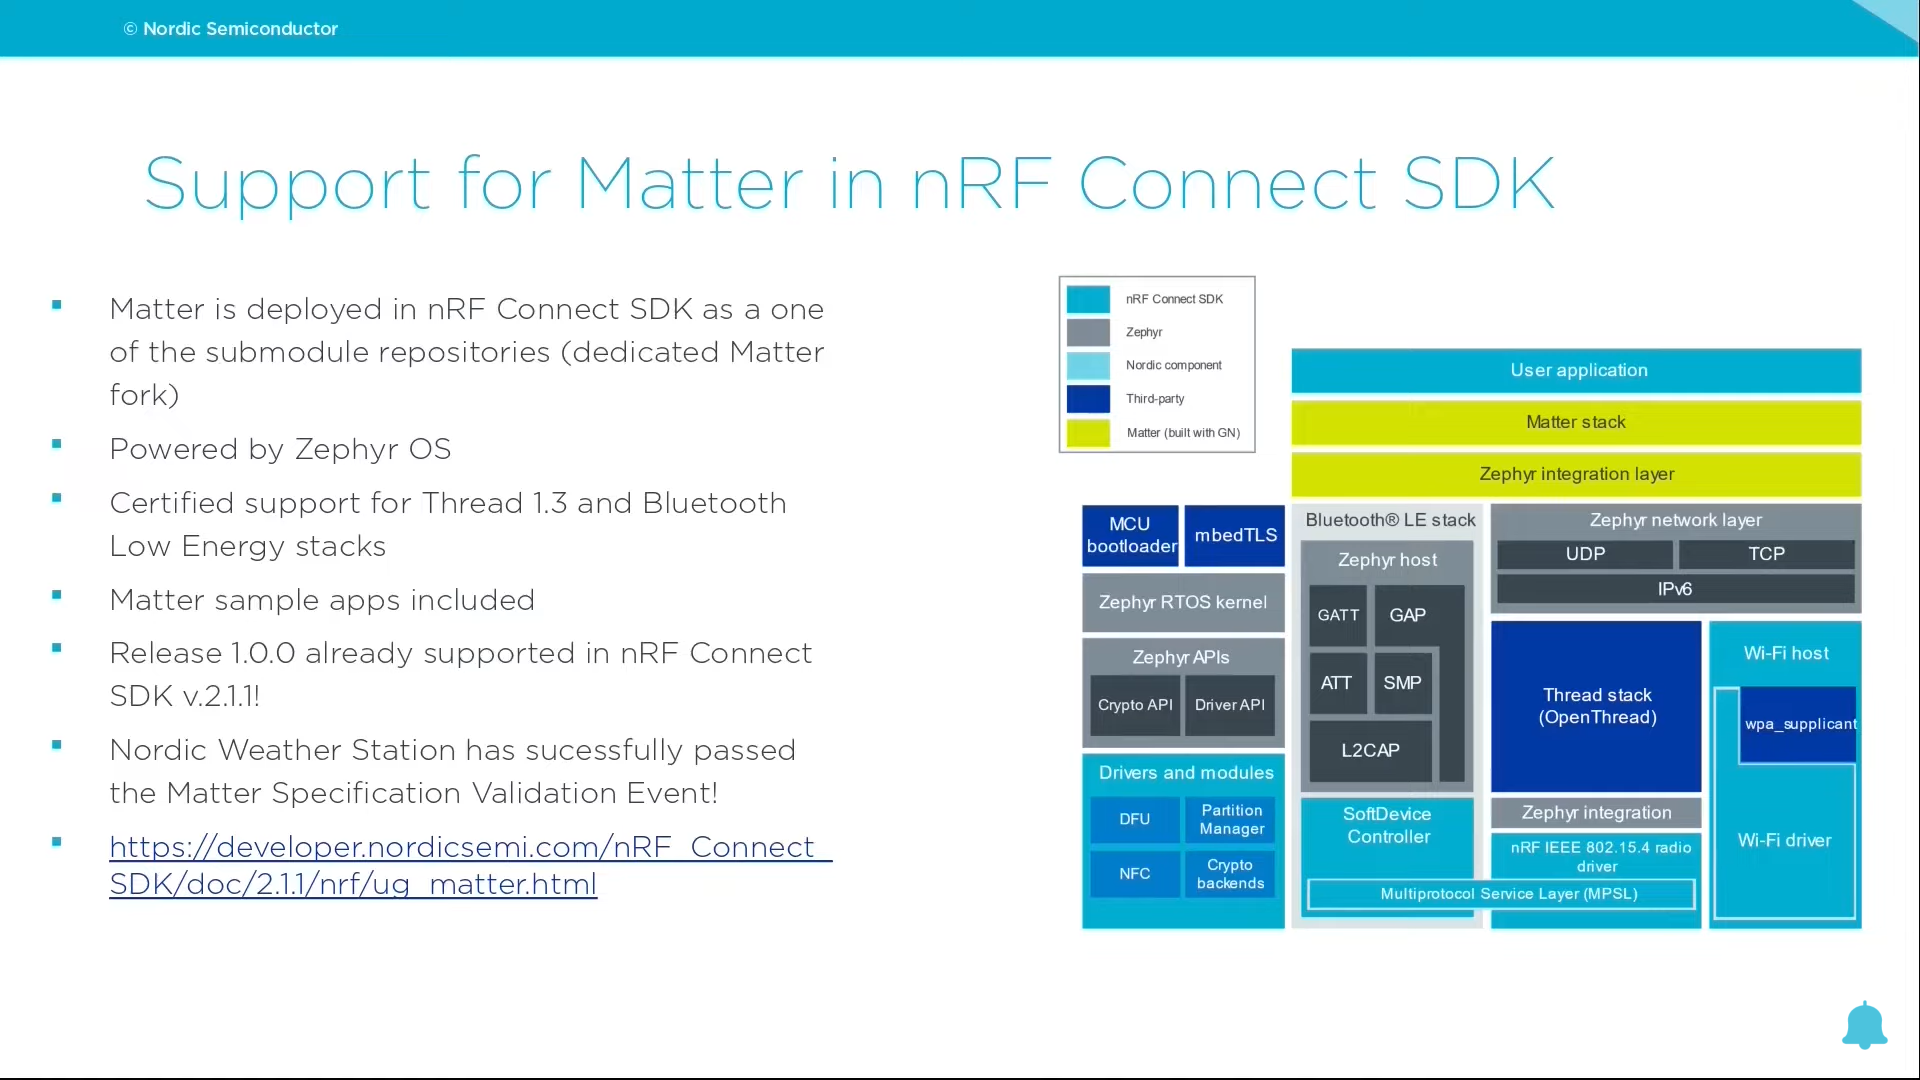 © Nordic Semiconductor
Support for Matter in nRF Connect SDK
Matter is deployed in nRF Connect SDK as a one
of the submodule repositories (dedicated Matter
fork)
Powered by Zephyr OS
Certified support for Thread 1.3 and Bluetooth
Low Energy stacks
Matter sample apps included
Release 1.0.0 already supported in nRF Connect
SDK v.2.1.1!
Nordic Weather Station has sucessfully passed
the Matter Specification Validation Event!
https://developer.nordicsemi.com/nRF_Connect_
SDK/doc/2.1.1/nrf/ug_matter.html
nRF Connect SDK
Zephyr
Nordic component
Third-party
Matter (built with GN)
User application
Matter stack
Zephyr integration layer
MCU
bootloader
mbedTLS
Zephyr RTOS kernel
Zephyr APIs
Crypto API
Driver API
Drivers and modules
DFU
Partition
Manager
NFC
Crypto
backends
Bluetooth® LE stack
Zephyr host
GATT
GAP
ATT
SMP
L2CAP
SoftDevice
Controller
Zephyr network layer
UDP
TCP
IPv6
Thread stack
(OpenThread)
Zephyr integration
nRF IEEE 802.15.4 radio
driver
Multiprotocol Service Layer (MPSL)
Wi-Fi host
wpa_supplicant
Wi-Fi driver